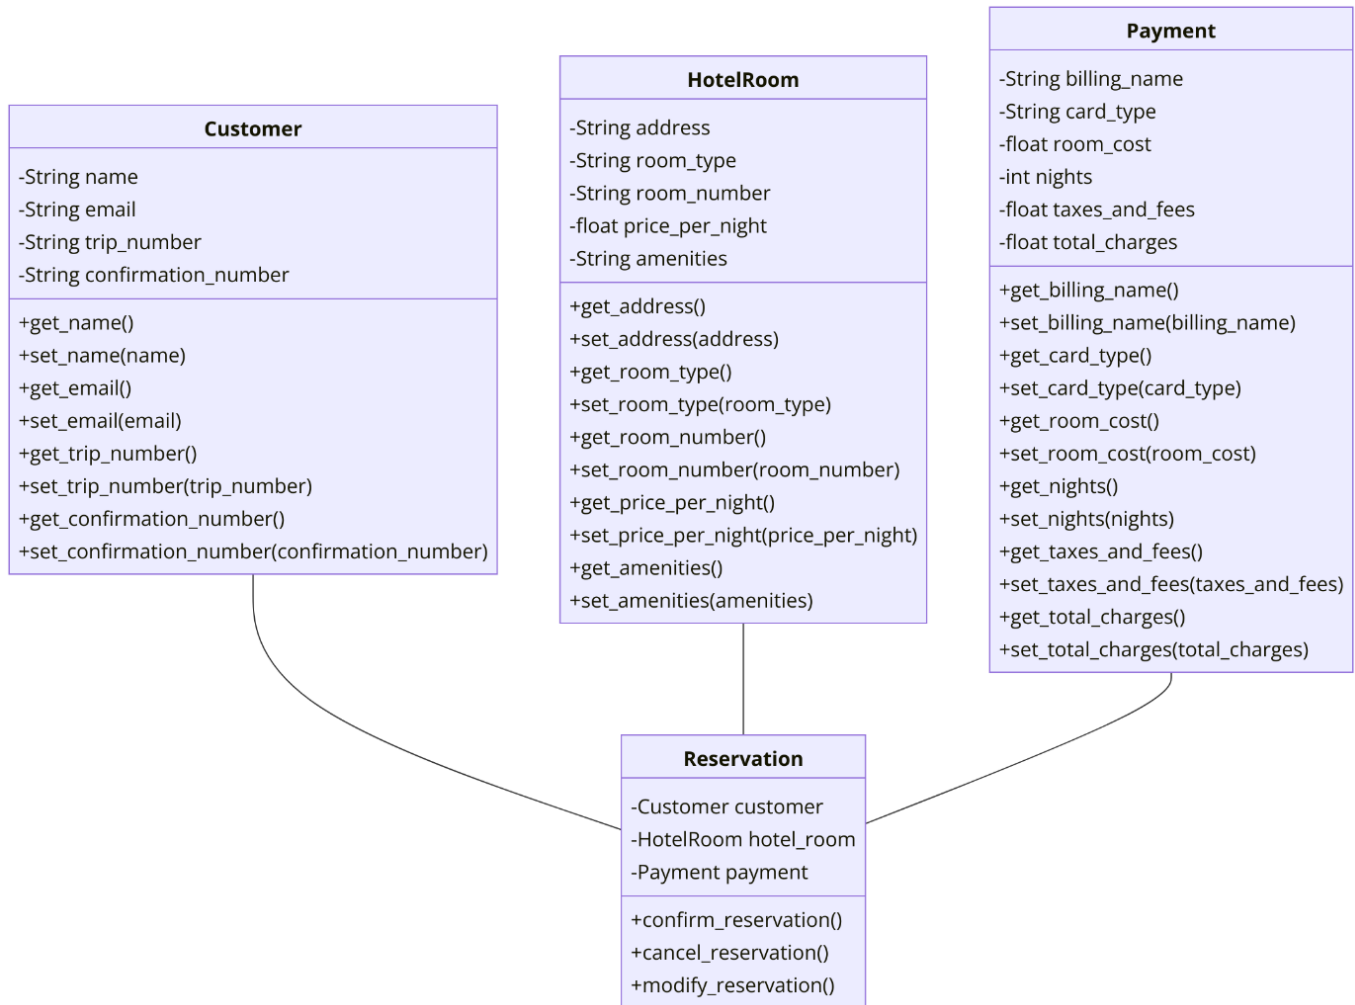 Customer
-String name
-String email
-String trip_number
-String confirmation_number
+get_name()
+set_name(name)
+get_email()
+set_email(email)
+get_trip_number()
+set_trip_number(trip_number)
+get_confirmation_number()
+set_confirmation_number(confirmation_number)
HotelRoom
-String address
-String room_type
-String room_number
-float price_per_night
-String amenities
+get_address()
+set_address(address)
+get_room_type()
+set_room_type(room_type)
+get_room_number()
+set_room_number(room_number)
+get_price_per_night()
+set_price_per_night(price_per_night)
+get_amenities()
+set_amenities(amenities)
Payment
-String billing_name
-String card_type
-float room_cost
-int nights
-float taxes_and_fees
-float total_charges
+get_billing_name()
+set_billing_name(billing_name)
+get_card_type()
+set_card_type(card_type)
+get_room_cost()
+set_room_cost(room_cost)
+get_nights()
+set_nights(nights)
+get_taxes_and_fees()
+set_taxes_and_fees(taxes_and_fees)
+get_total_charges()
+set_total_charges(total_charges)
Reservation
-Customer customer
-HotelRoom hotel_room
-Payment payment
+confirm_reservation()
+cancel_reservation()
+modify_reservation()